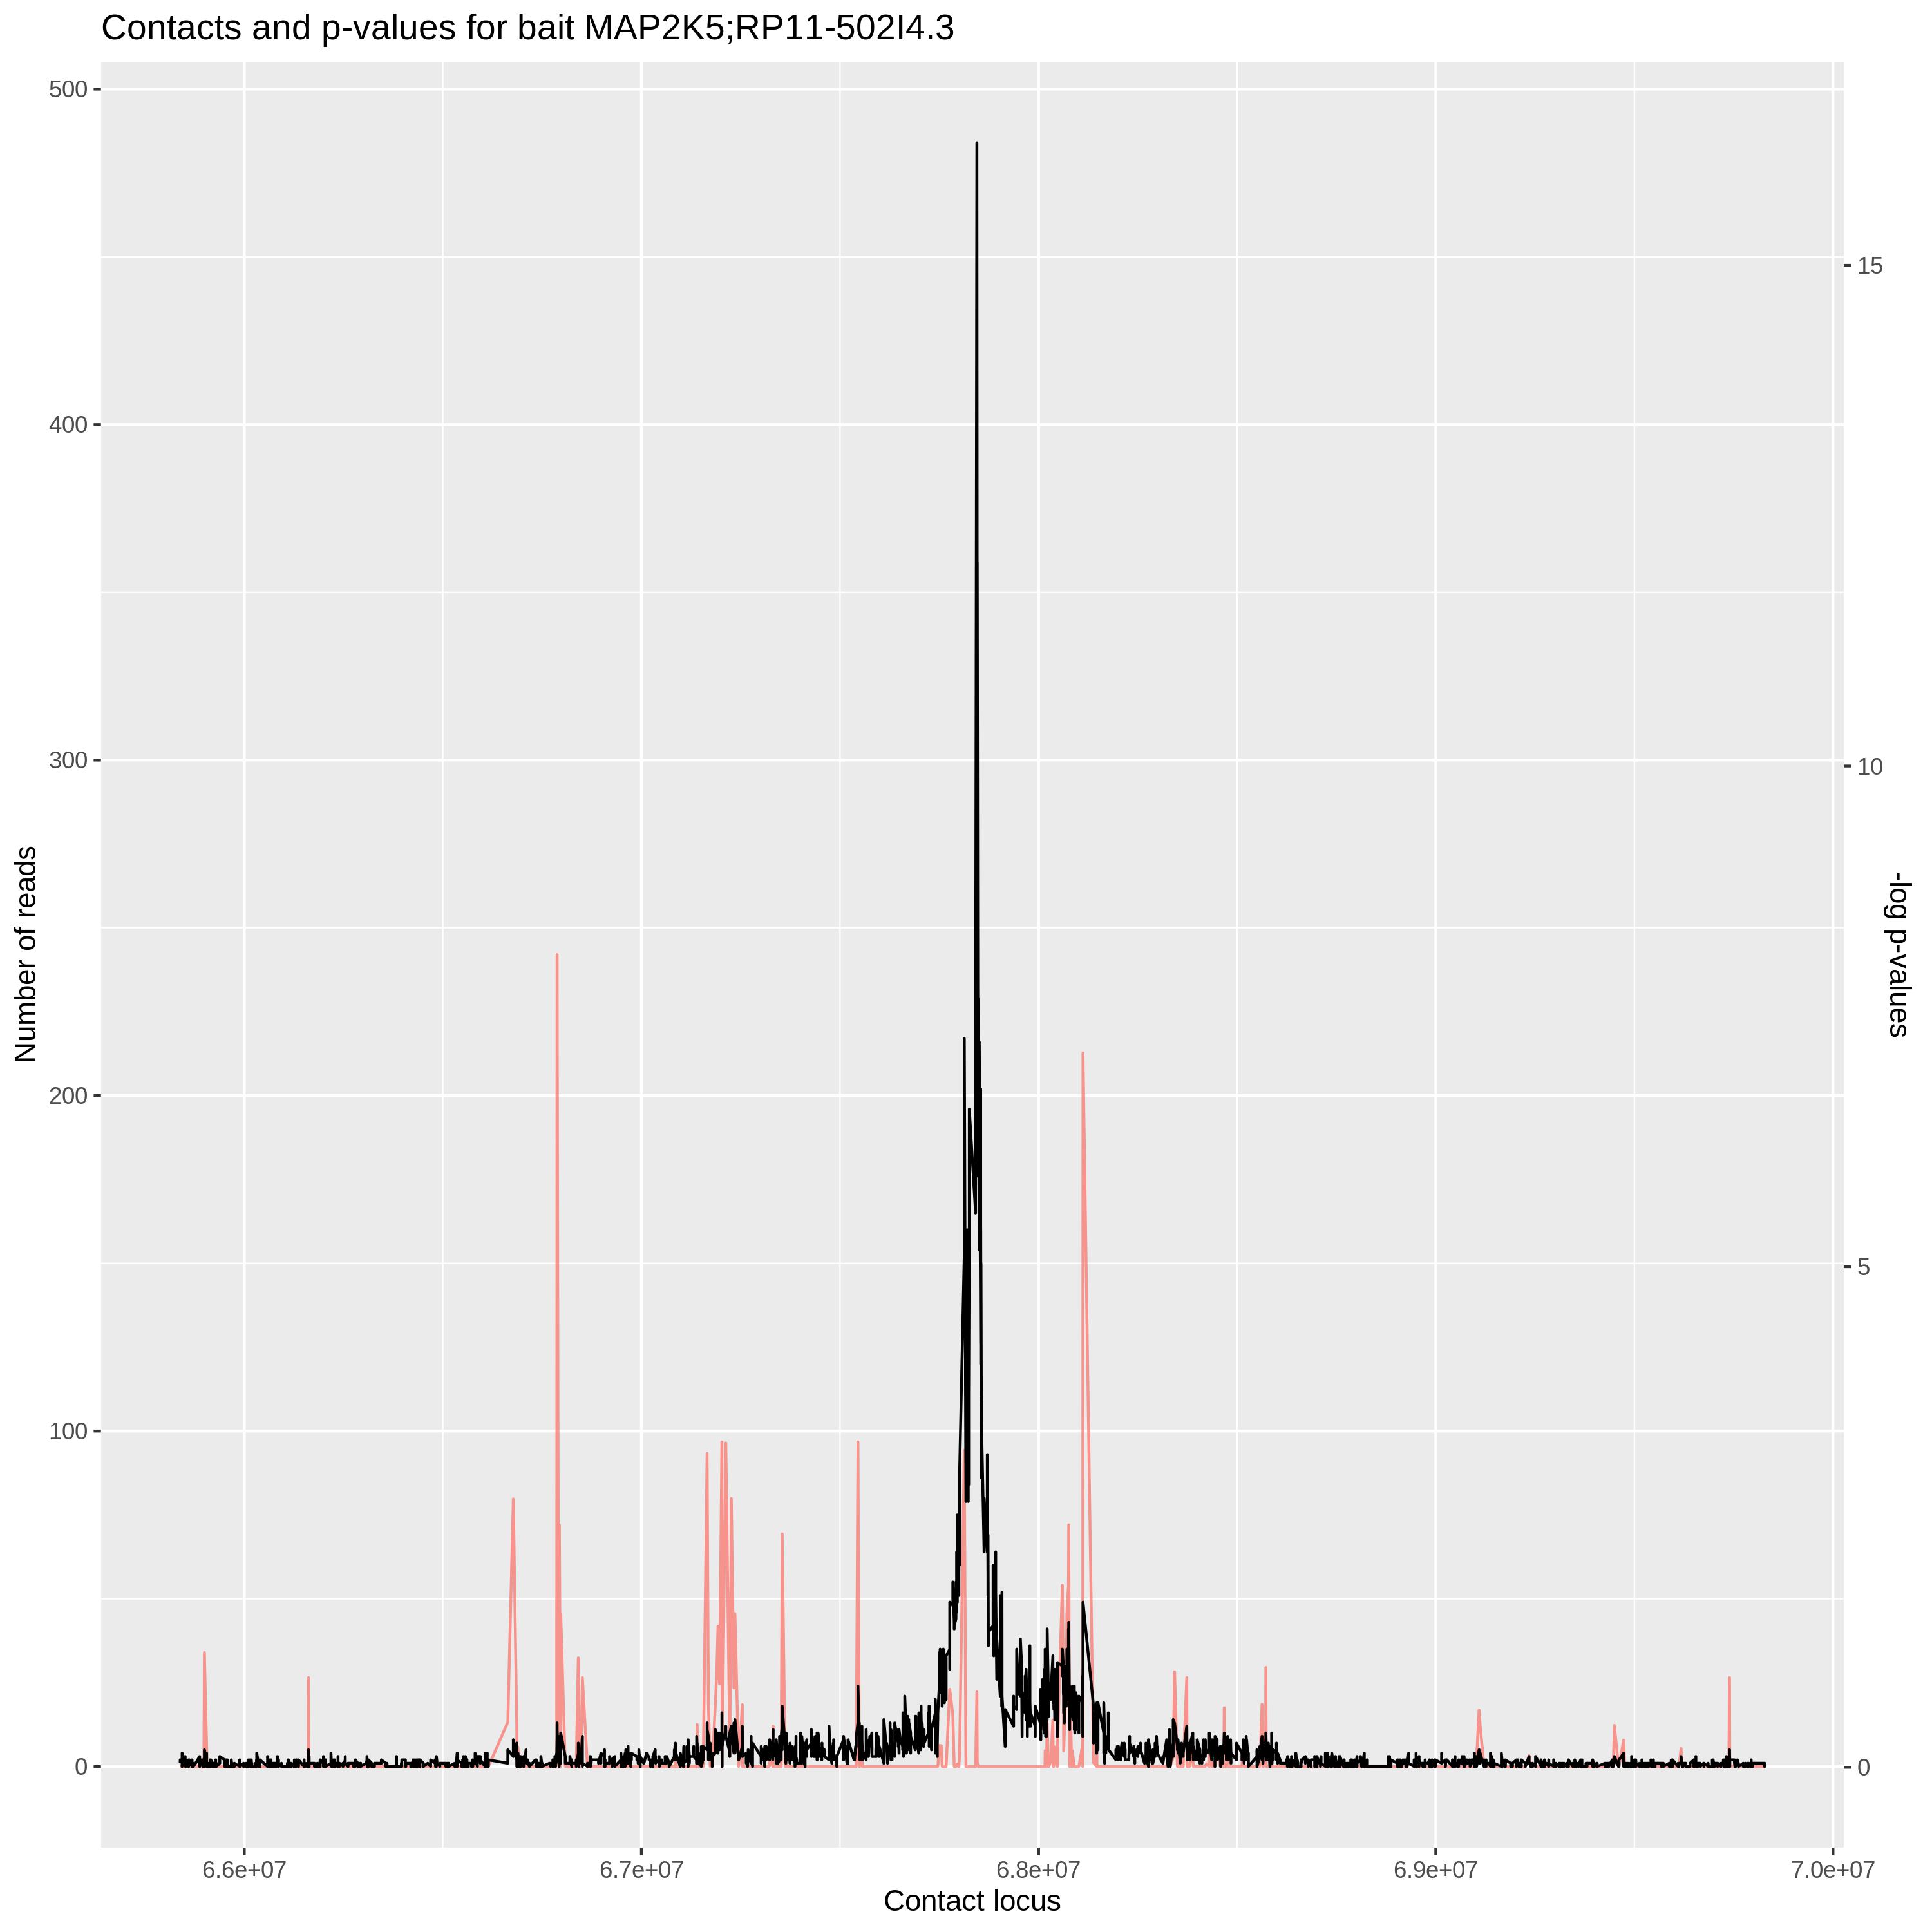 Contacts and p-values for bait MAP2K5;RP11-502I4.3
500
400
300
200
100
0
Number of reads
15
10
5
0
-log p-values
6.6e+07
6.7e+07
6.8e+07
6.9e+07
7.0e+07
Contact locus